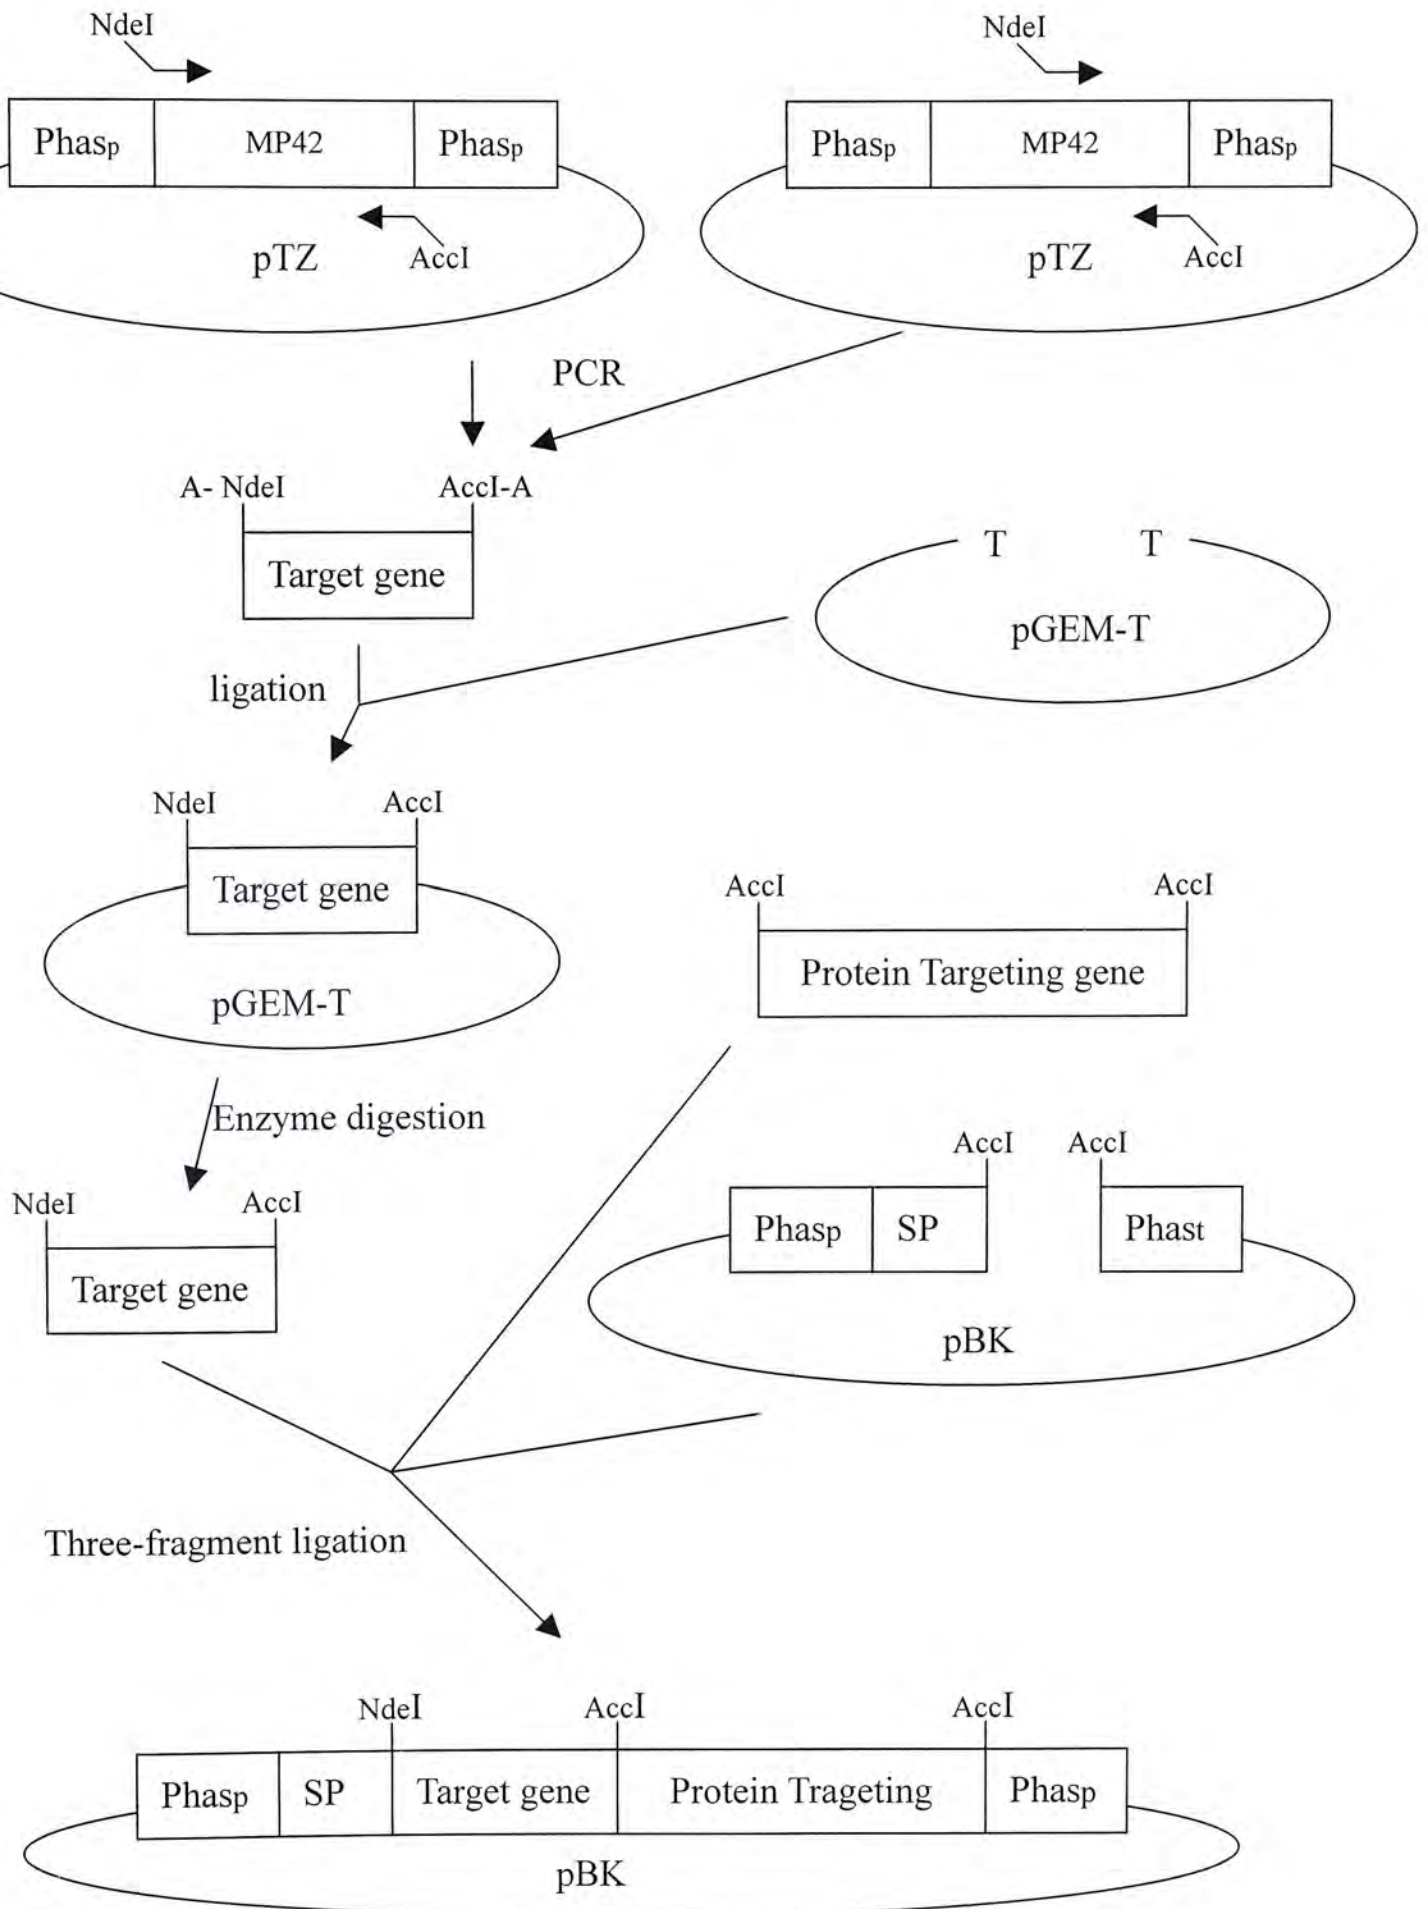 NdeI
NdeI
Phasp MP42 Phasp
Phasp MP42 Phasp
pTZ AccI
pTZ AccI
PCR
A- NdeI AccI-A
T T
Target gene
pGEM-T
ligation
NdeI AccI
Target gene
AccI AccI
Protein Targeting gene
pGEM-T
Enzyme digestion
AccI AccI
NdeI AccI
Phasp SP Phast
Target gene
pBK
Three-fragment ligation
NdeI AccI AccI
Phasp SP Target gene Protein Trageting Phasp
pBK